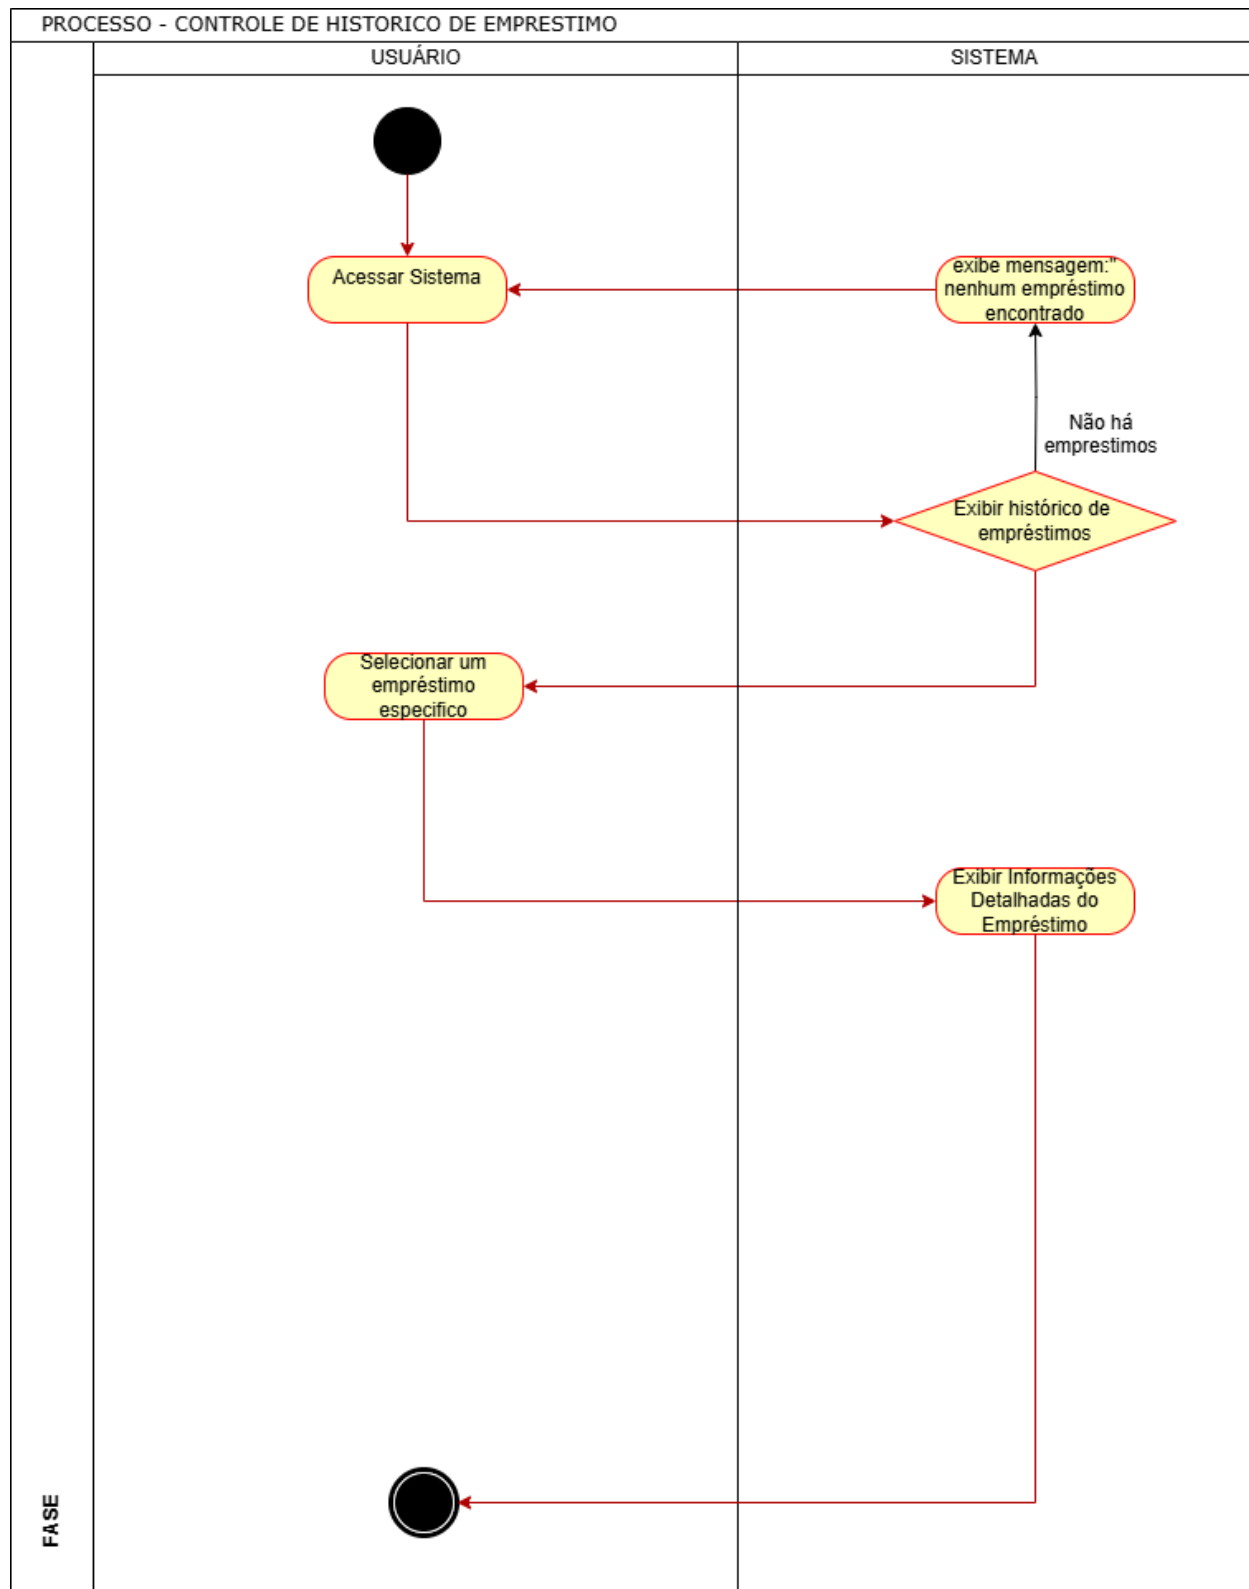 PROCESSO - CONTROLE DE HISTORICO DE EMPRESTIMO
USUÁRIO
SISTEMA
Acessar Sistema
exibe mensagem:"
nenhum empréstimo
encontrado
Não há
emprestimos
Exibir histórico de
empréstimos
Selecionar um
empréstimo
especifico
Exibir Informações
Detalhadas do
Empréstimo
FASE